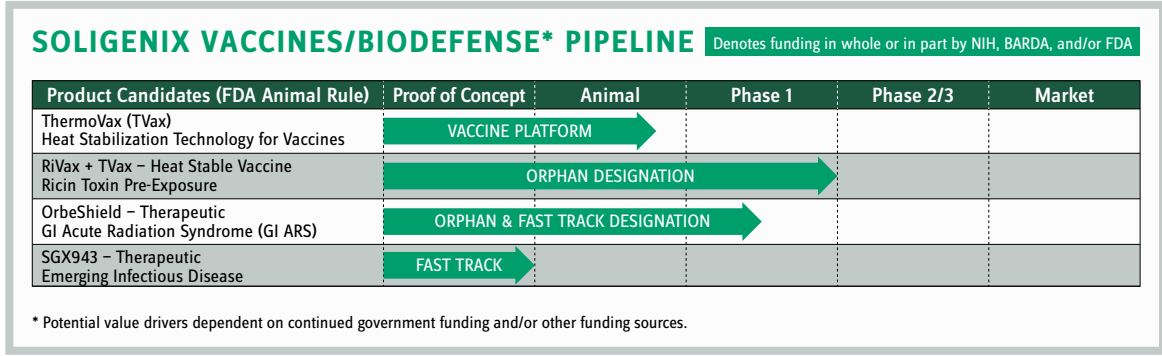 SOLIGENIX VACCINES/BIODEFENSE* PIPELINE
Denotes funding in whole or in part by NIH, BARDA, and/or FDA
Product Candidates (FDA Animal Rule) Proof of Concept Animal Phase 1 Phase 2/3 Market
ThermoVax (TVax)
Heat Stabilization Technology for Vaccines
VACCINE PLATFORM
RiVax + TVax – Heat Stable Vaccine
Ricin Toxin Pre-Exposure
ORPHAN DESIGNATION
OrbeShield – Therapeutic
GI Acute Radiation Syndrome (GI ARS)
ORPHAN & FAST TRACK DESIGNATION
SGX943 – Therapeutic
Emerging Infectious Disease
FAST TRACK
* Potential value drivers dependent on continued government funding and/or other funding sources.